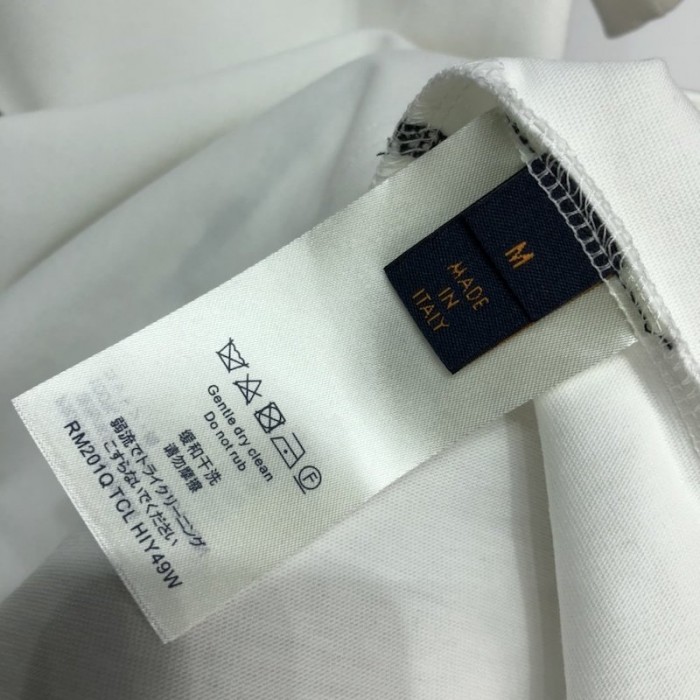 M
MADE
IN
ITALY
Gentle dry clean
Do not rub
缓和干洗
请勿摩擦
弱流でトライクリーニング
こすらないでください
RM201Q TCL HIY49W
F